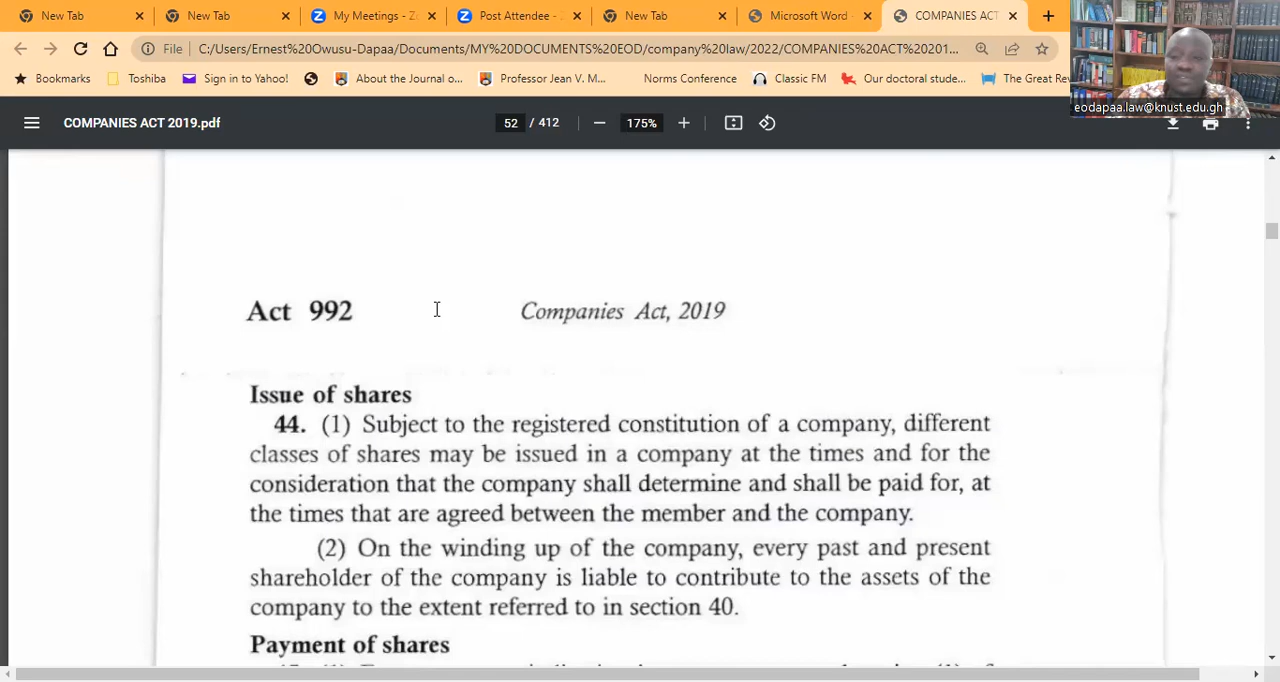 New Tab
New Tab
My Meetings - Z
Post Attendee -
New Tab
Microsoft Word -
COMPANIES ACT
File
C:/Users/Ernest%20Owusu-Dapaa/Documents/MY%20DOCUMENTS%20EOD/company%20law/2022/COMPANIES%20ACT%201...
Bookmarks
Toshiba
Sign in to Yahoo!
About the Journal o...
Professor Jean V. M...
Norms Conference
Classic FM
Our doctoral stude...
The Great Re
eodapaa.law@knust.edu.gh
COMPANIES ACT 2019.pdf
52 / 412
175%
Act 992
Companies Act, 2019
Issue of shares
44. (1) Subject to the registered constitution of a company, different
classes of shares may be issued in a company at the times and for the
consideration that the company shall determine and shall be paid for, at
the times that are agreed between the member and the company.
(2) On the winding up of the company, every past and present
shareholder of the company is liable to contribute to the assets of the
company to the extent referred to in section 40.
Payment of shares